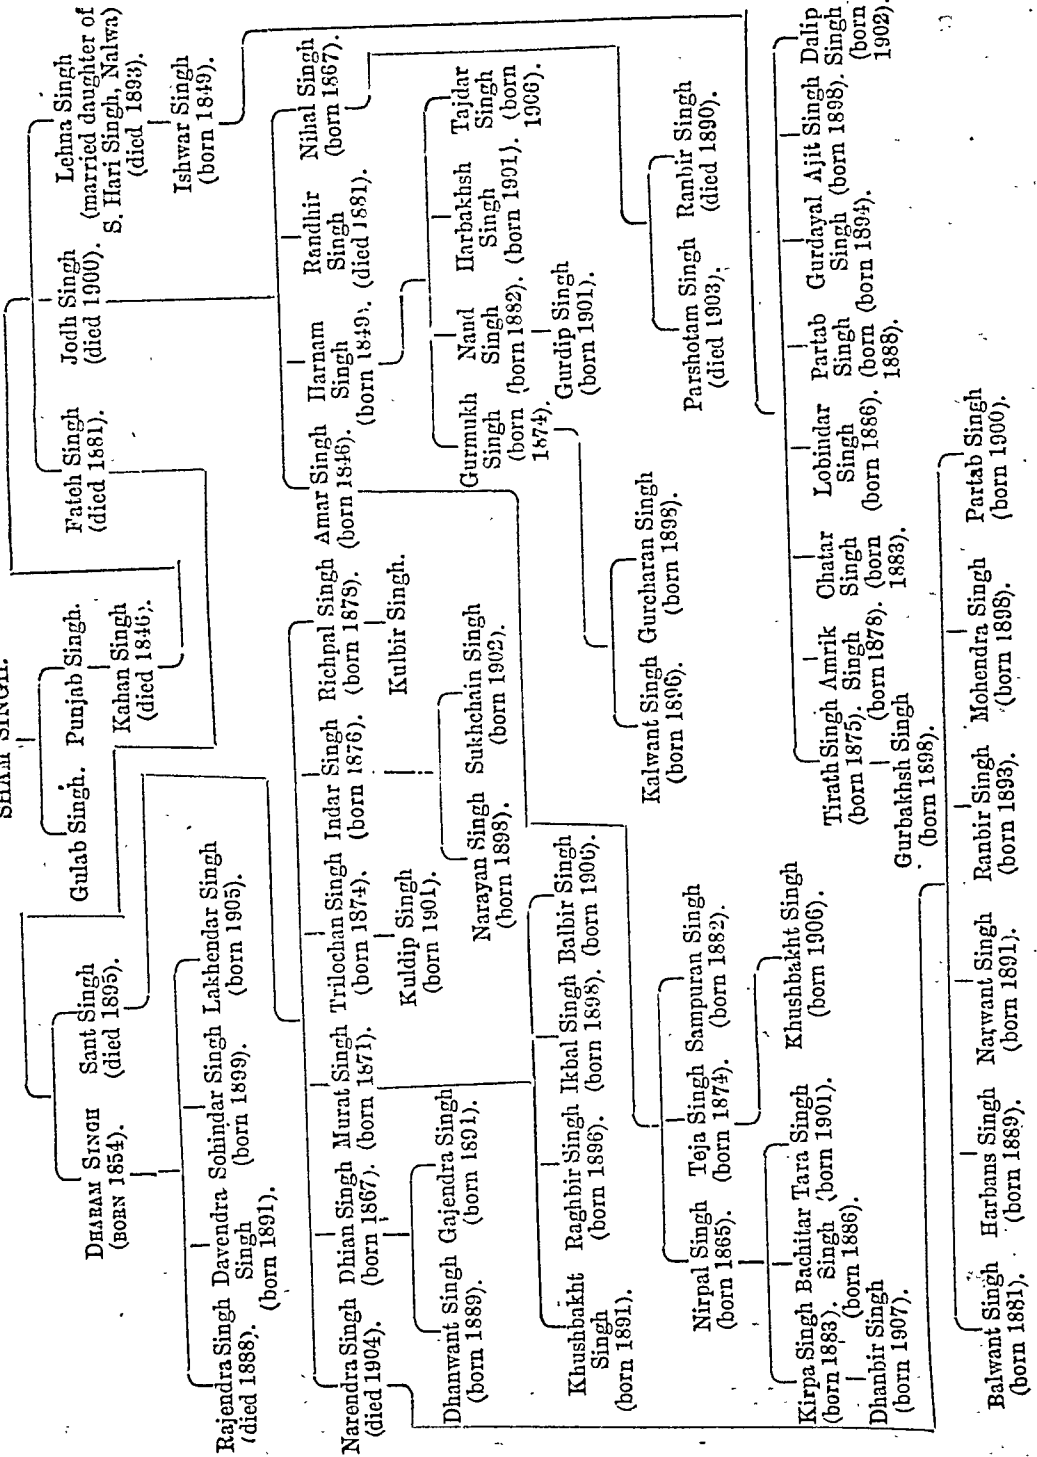 SHAM SINGH.
Gulab Singh. Punjab Singh.
Kahan Singh
(died 1846).
Fateh Singh
(died 1881).
Jodh Singh
(died 1900).
Lehna Singh
(married daughter of
S. Hari Singh, Nalwa)
(died 1893).
Ishwar Singh
(born 1849).
DHARAM SINGH
(BORN 1854).
Sant Singh
(died 1895).
Rajendra Singh
(died 1888).
Davendra
Singh
(born 1891).
Sohindar Singh
(born 1899).
Lakhendar Singh
(born 1905).
Narendra Singh
(died 1904).
Dhian Singh
(born 1867).
Murat Singh
(born 1871).
Trilochan Singh
(born 1874).
Indar Singh
(born 1876).
Richpal Singh
(born 1878).
Amar Singh
(born 1846).
Harnam
Singh
(born 1849).
Randhir
Singh
(died 1881).
Nihal Singh
(born 1867).
Kuldip Singh
(born 1901).
Kulbir Singh.
Dhanwant Singh
(born 1889).
Gajendra Singh
(born 1891).
Narayan Singh
(born 1898).
Sukhchain Singh
(born 1902).
Gurmukh
Singh
(born
1874).
Nand
Singh
(born 1882).
Harbakhsh
Singh
(born 1901).
Tajdar
Singh
(born
1906).
Gurdip Singh
(born 1901).
Khushbakht
Singh
(born 1891).
Raghbir Singh
(born 1896).
Ikbal Singh
(born 1898).
Balbir Singh
(born 1906).
Kalwant Singh
(born 1896).
Gurcharan Singh
(born 1898).
Parshotam Singh
(died 1903).
Ranbir Singh
(died 1890).
Nirpal Singh
(born 1865).
Teja Singh
(born 1874).
Sampuran Singh
(born 1882).
Kirpa Singh
(born 1883).
Bachitar
Singh
(born 1886).
Tara Singh
(born 1901).
Khushbakht Singh
(born 1906).
Dhanbir Singh
(born 1907).
Tirath Singh
(born 1875).
Amrik
Singh
(born 1878).
Chatar
Singh
(born
1883).
Lobindar
Singh
(born 1886).
Partab
Singh
(born
1888).
Gurdayal
Singh
(born 1894).
Ajit Singh
(born 1898).
Dalip
Singh
(born
1902).
Gurbakhsh Singh
(born 1898).
Balwant Singh
(born 1881).
Harbans Singh
(born 1889).
Narwant Singh
(born 1891).
Ranbir Singh
(born 1893).
Mohendra Singh
(born 1898).
Partab Singh
(born 1900).